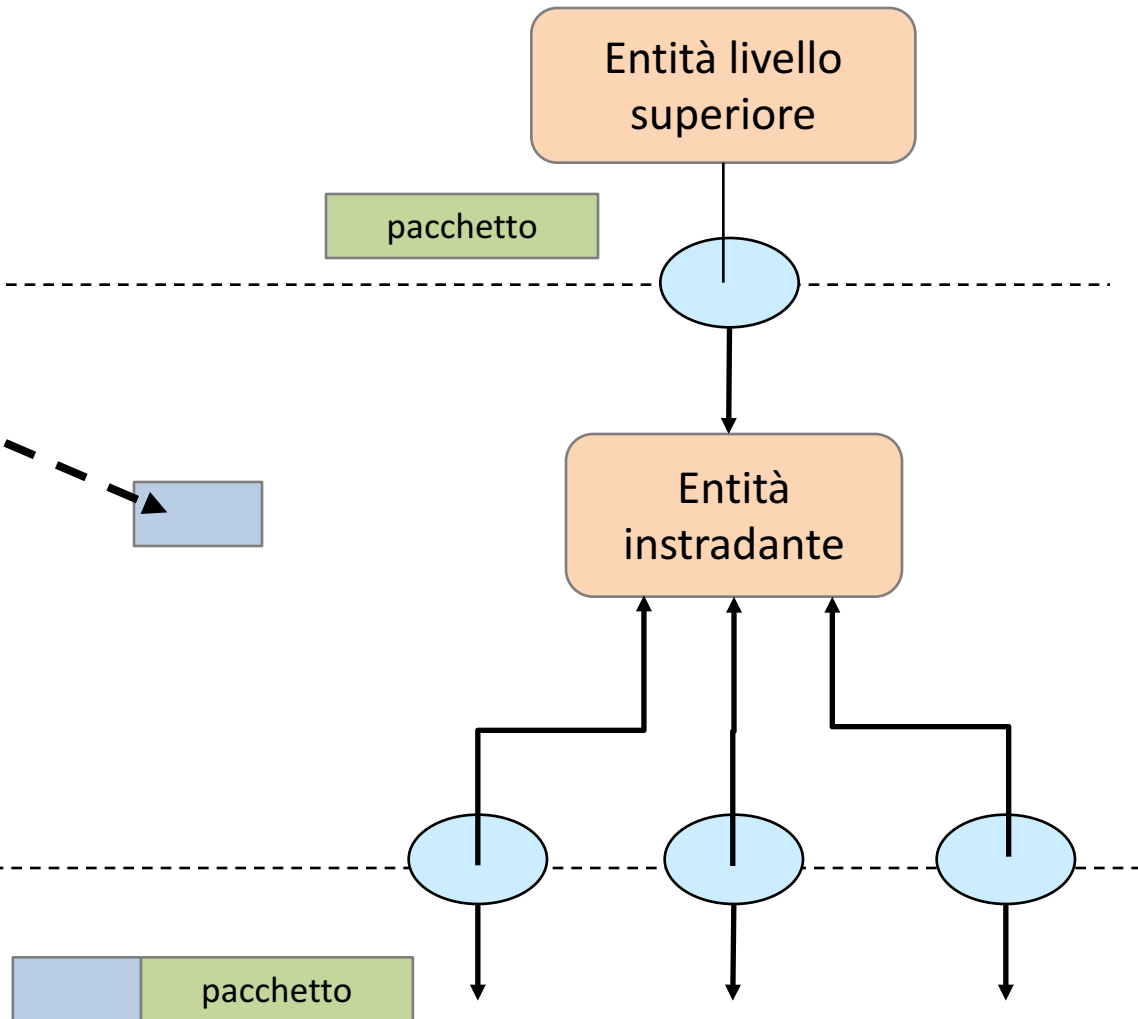 Entità livello
superiore
pacchetto
Entità
instradante
pacchetto